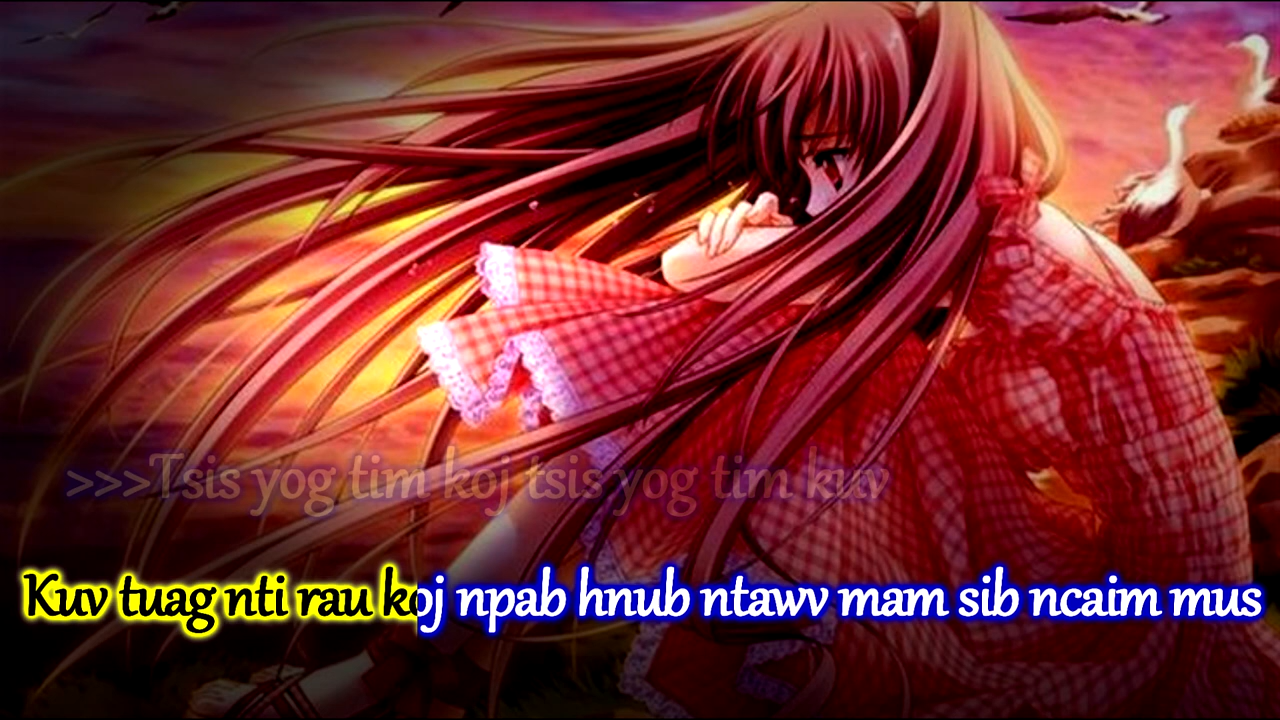 >>>Tsis yog tim koj tsis yog tim kuv
Kuv tuag nti rau koj npab hnub ntawv mam sib ncaim mus